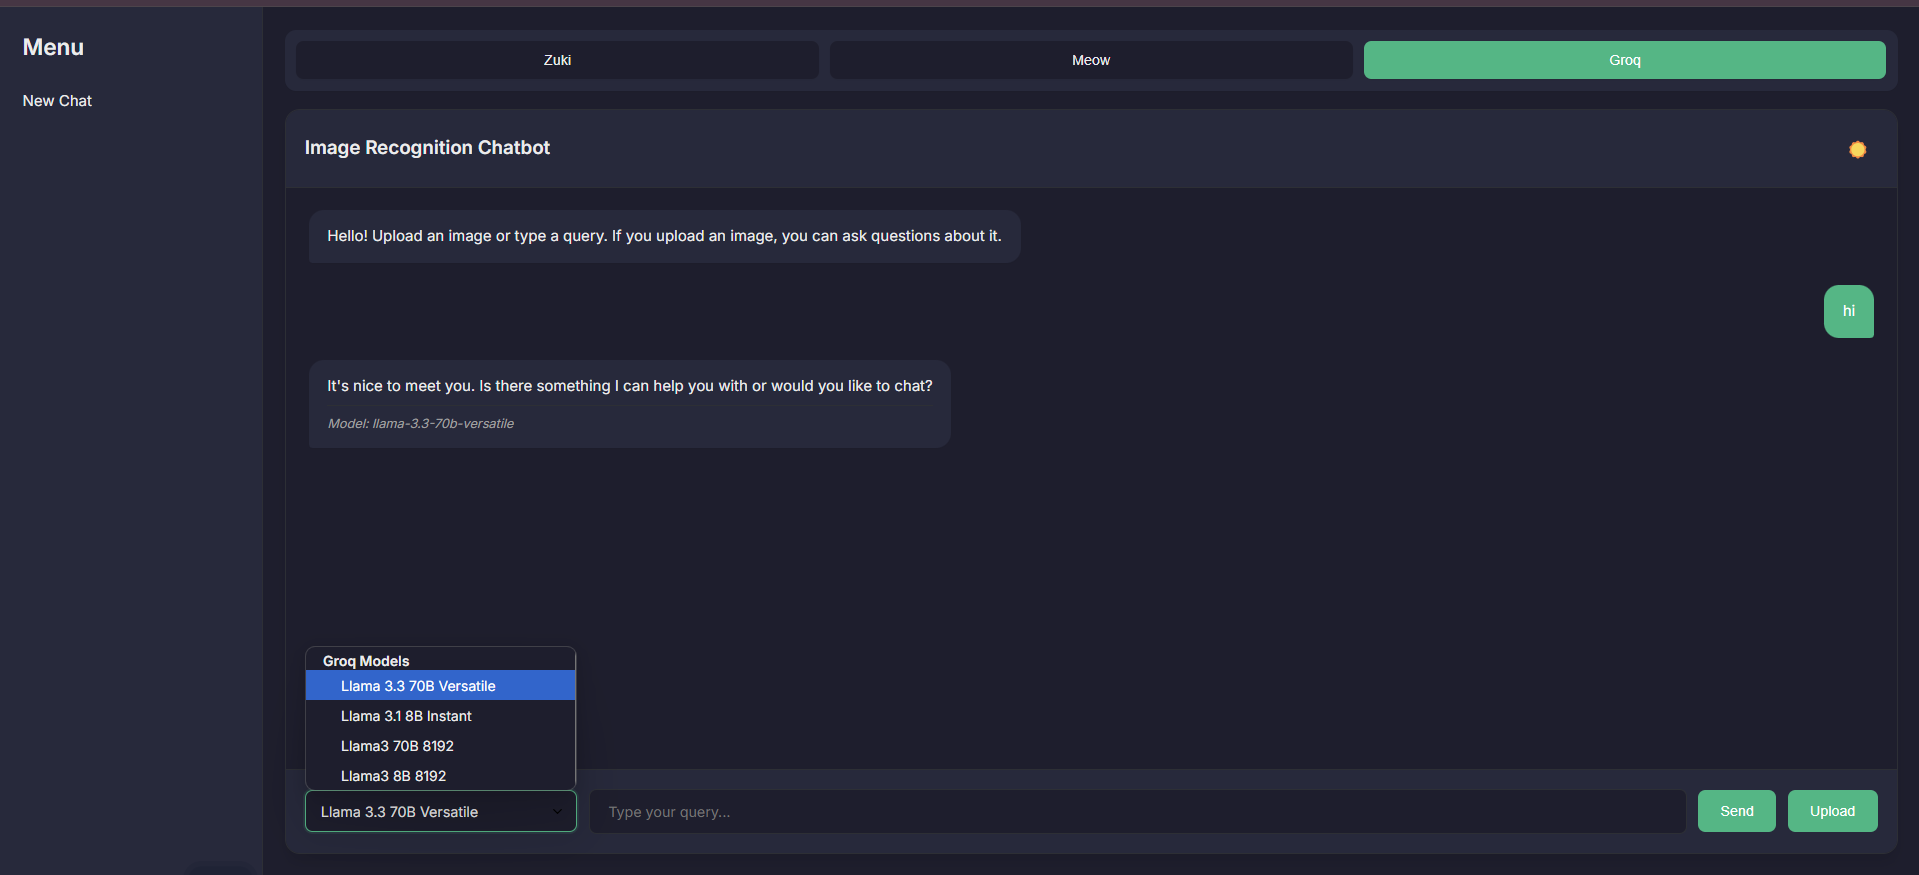 Menu
New Chat
Zuki
Meow
Groq
Image Recognition Chatbot
Hello! Upload an image or type a query. If you upload an image, you can ask questions about it.
hi
It's nice to meet you. Is there something I can help you with or would you like to chat?
Model: llama-3.3-70b-versatile
Groq Models
Llama 3.3 70B Versatile
Llama 3.1 8B Instant
Llama3 70B 8192
Llama3 8B 8192
Llama 3.3 70B Versatile
Type your query...
Send
Upload